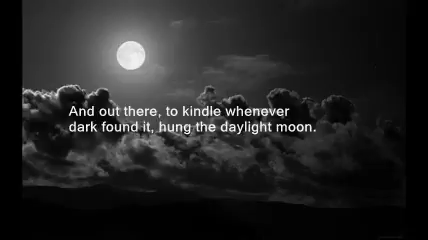 And out there, to kindle whenever
dark found it, hung the daylight moon.